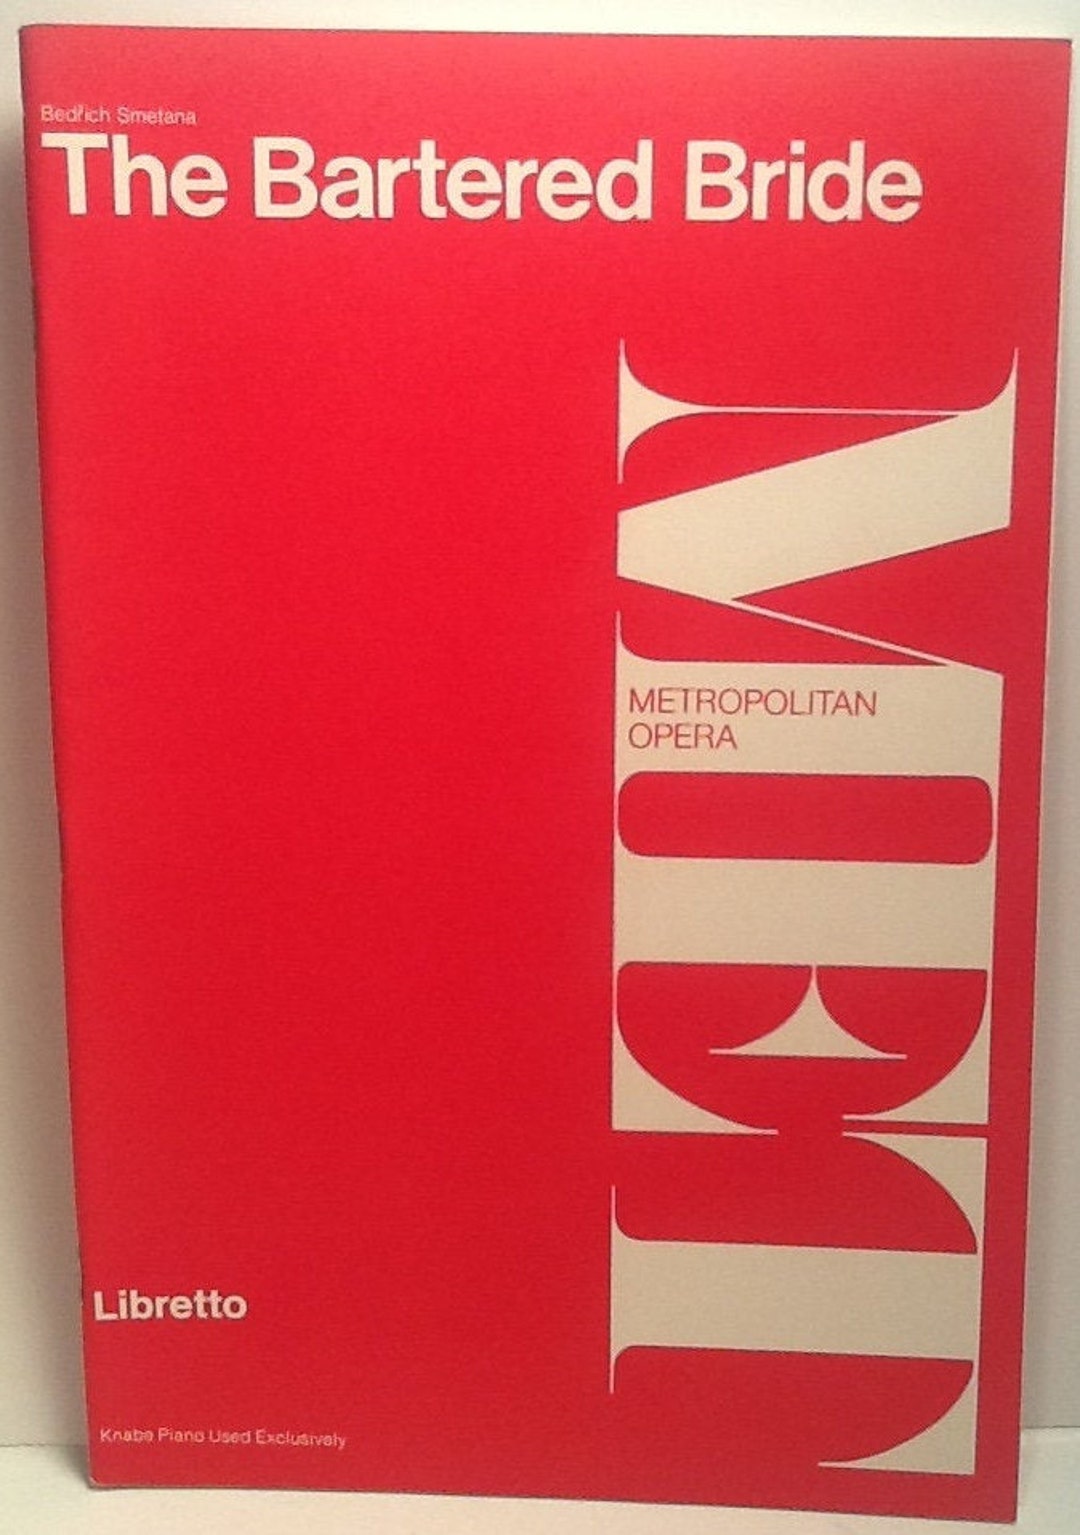 Bedřich Smetana
The Bartered Bride
MET
METROPOLITAN
OPERA
Libretto
Knabe Piano Used Exclusively